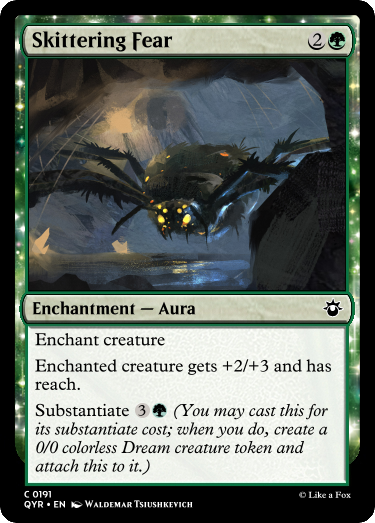 Skittering Fear 2
Enchantment — Aura
Enchant creature
Enchanted creature gets +2/+3 and has
reach.
Substantiate 3 (You may cast this for
its substantiate cost; when you do, create a
0/0 colorless Dream creature token and
attach this to it.)
C 0191
QYR • EN Waldemar Tsiushkevich
© Like a Fox